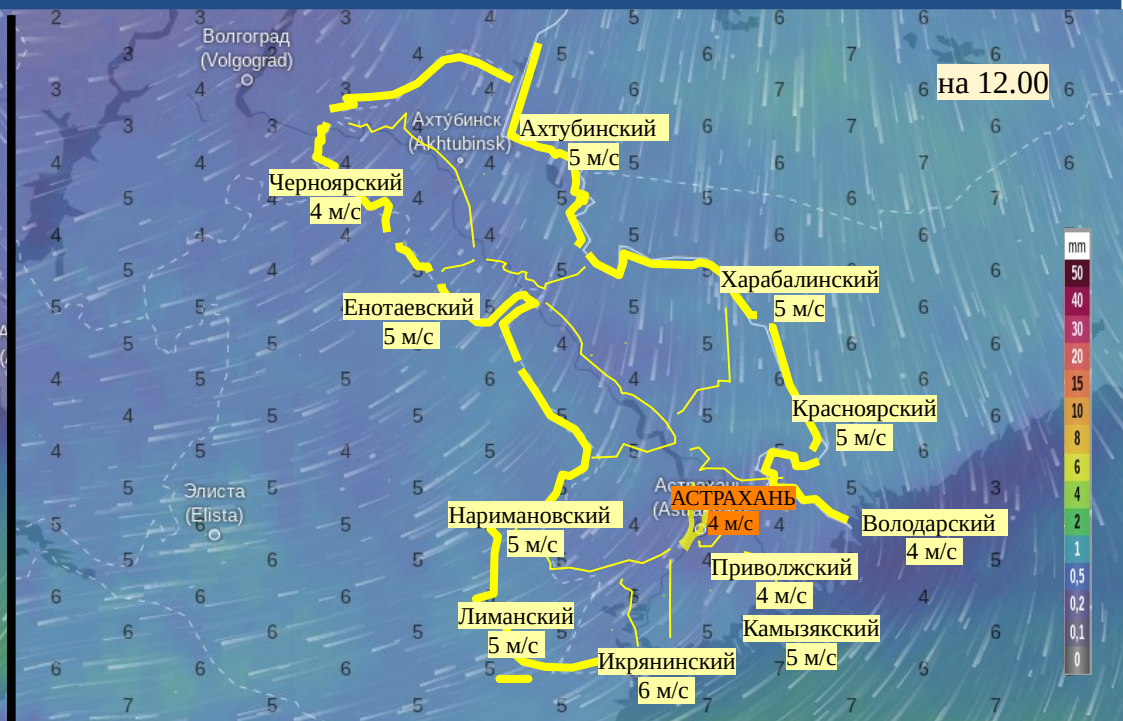 Волгоград
(Volgograd)
на 12.00
Ахтубинск
(Akhtubinsk)
Ахтубинский
5 м/с
Черноярский
4 м/с
mm
50
40
30
20
15
10
8
6
4
2
1
0,5
0,2
0,1
0
Харабалинский
5 м/с
Енотаевский
5 м/с
Красноярский
5 м/с
Элиста
(Elista)
АСТРАХАНЬ
4 м/с
Наримановский
5 м/с
Володарский
4 м/с
Приволжский
4 м/с
Лиманский
5 м/с
Камызякский
5 м/с
Икрянинский
6 м/с